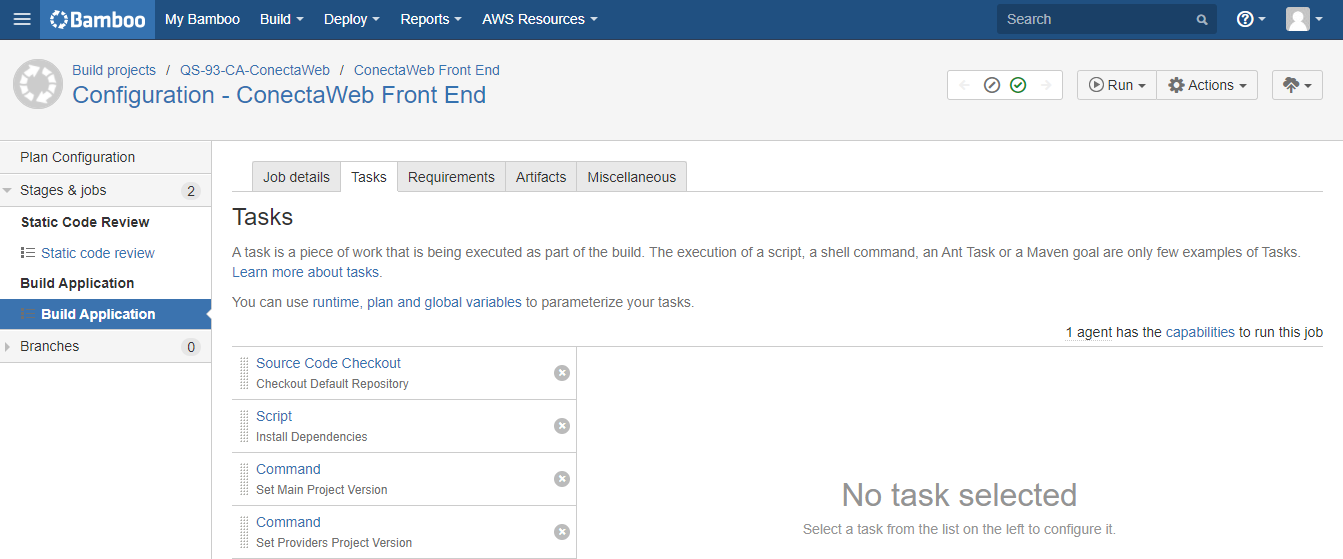 Bamboo My Bamboo Build Deploy Reports AWS Resources Search
Build projects / QS-93-CA-ConectaWeb / ConectaWeb Front End
Configuration - ConectaWeb Front End
Run Actions
Plan Configuration
Stages & jobs 2
Static Code Review
Static code review
Build Application
Build Application
Branches 0
Job details Tasks Requirements Artifacts Miscellaneous
Tasks
A task is a piece of work that is being executed as part of the build. The execution of a script, a shell command, an Ant Task or a Maven goal are only few examples of Tasks.
Learn more about tasks.
You can use runtime, plan and global variables to parameterize your tasks.
1 agent has the capabilities to run this job
Source Code Checkout
Checkout Default Repository
Script
Install Dependencies
Command
Set Main Project Version
Command
Set Providers Project Version
No task selected
Select a task from the list on the left to configure it.